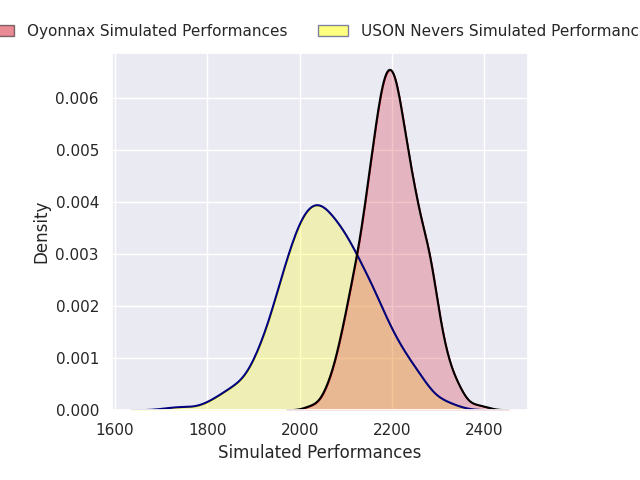 Oyonnax Simulated Performances
USON Nevers Simulated Performanc
0.006
0.005
0.004
0.003
0.002
0.001
0.000
Density
1600 1800 2000 2200 2400
Simulated Performances